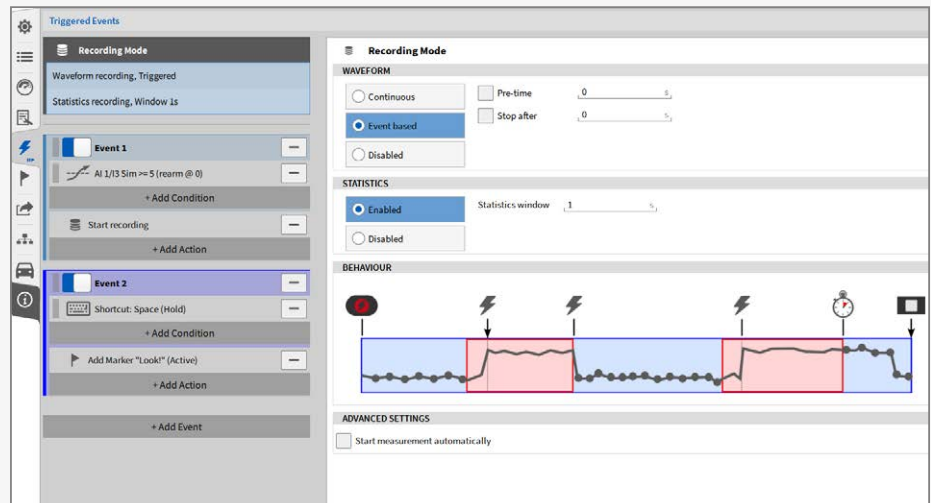 Triggered Events
Recording Mode
Waveform recording, Triggered
Statistics recording, Window 1s
Event 1
AI 1/I3 Sim >= 5 (rearm @ 0)
+ Add Condition
Start recording
+ Add Action
Event 2
Shortcut: Space (Hold)
+ Add Condition
Add Marker "Look!" (Active)
+ Add Action
+ Add Event
Recording Mode
WAVEFORM
Continuous
Event based
Disabled
Pre-time 0 s
Stop after 0 s
STATISTICS
Enabled
Disabled
Statistics window 1 s
BEHAVIOUR
ADVANCED SETTINGS
Start measurement automatically